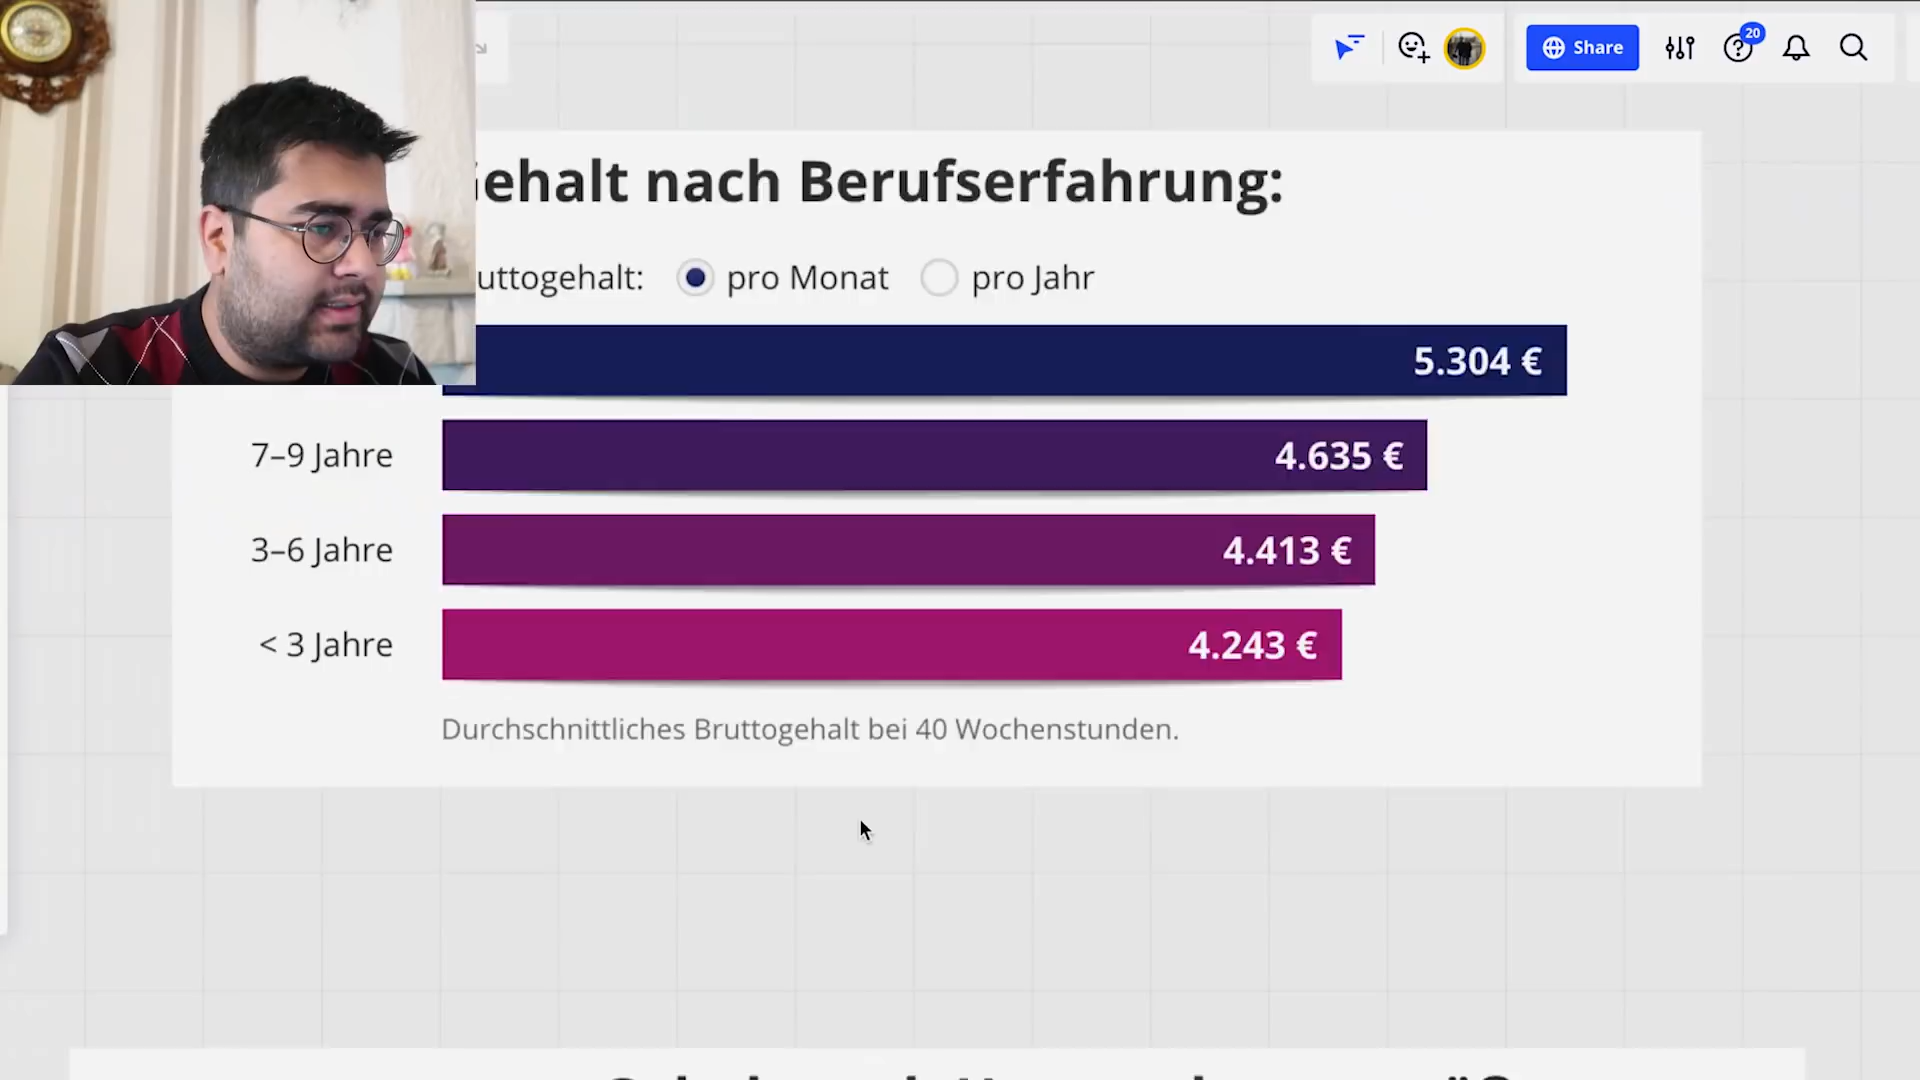 Share
20
ehalt nach Berufserfahrung:
uttogehalt: pro Monat pro Jahr
5.304 €
7–9 Jahre 4.635 €
3–6 Jahre 4.413 €
< 3 Jahre 4.243 €
Durchschnittliches Bruttogehalt bei 40 Wochenstunden.